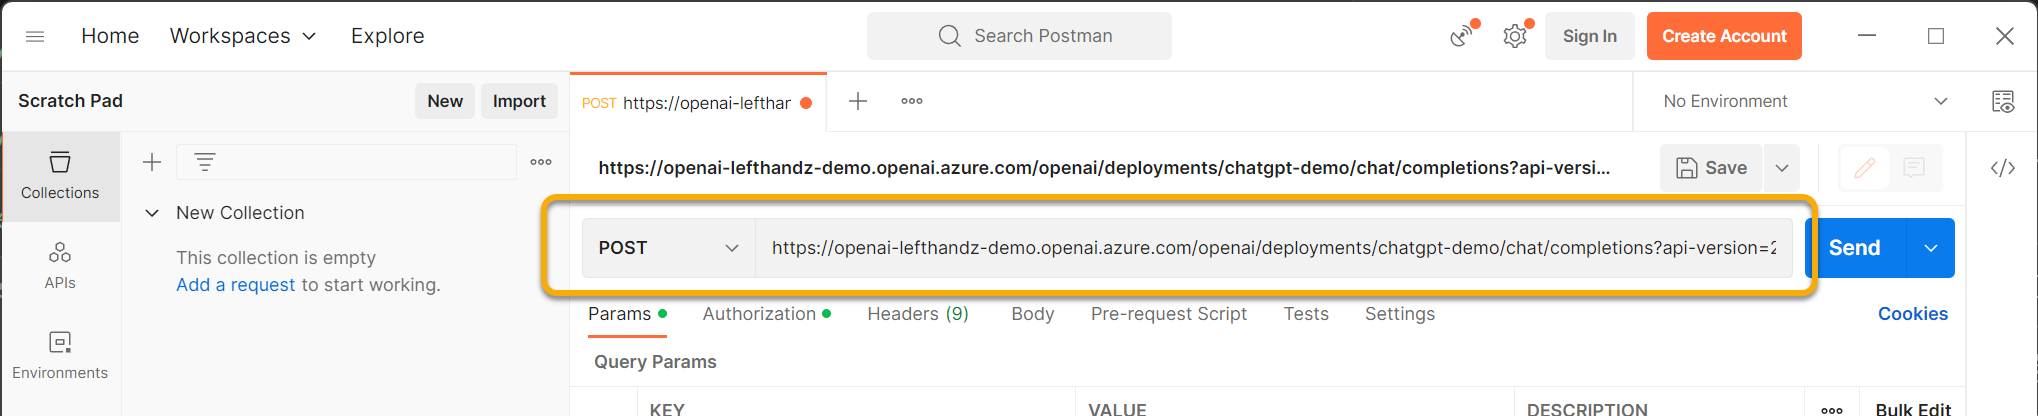 Home Workspaces Explore Search Postman Sign In Create Account
Scratch Pad New Import POST https://openai-lefthar No Environment
https://openai-lefthandz-demo.openai.azure.com/openai/deployments/chatgpt-demo/chat/completions?api-versi... Save
Collections
New Collection
POST https://openai-lefthandz-demo.openai.azure.com/openai/deployments/chatgpt-demo/chat/completions?api-version=2 Send
This collection is empty
APIs
Add a request to start working.
Params Authorization Headers (9) Body Pre-request Script Tests Settings Cookies
Query Params
Environments
KEY VALUE DESCRIPTION Bulk Edit